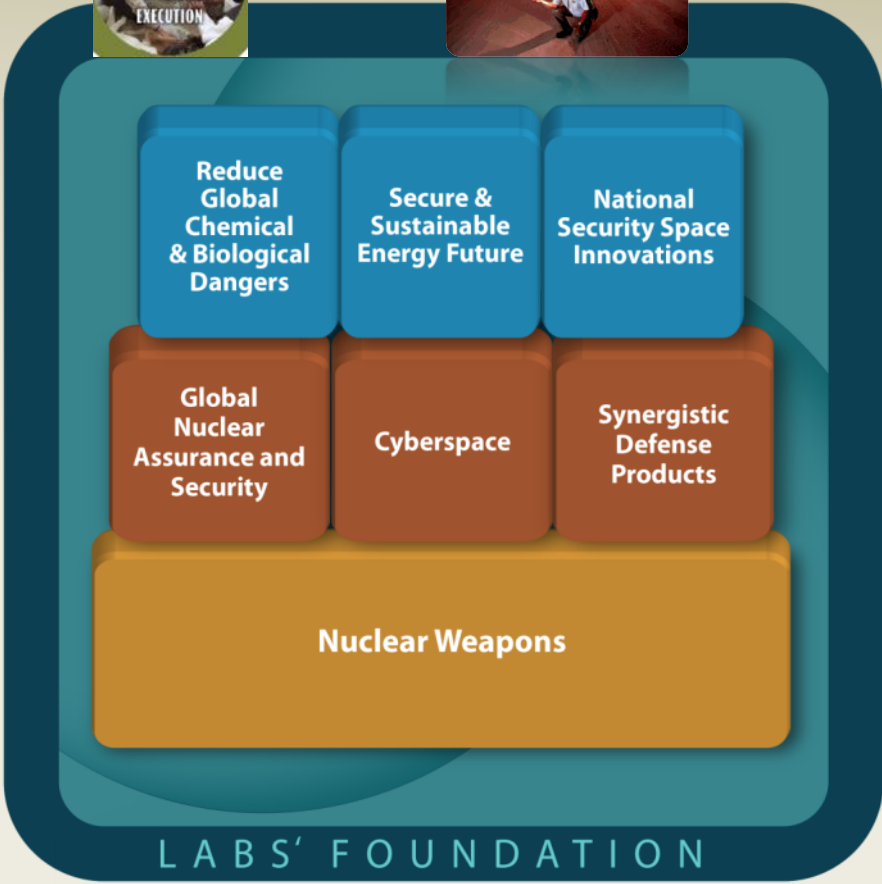 EXECUTION
Reduce
Global
Chemical
& Biological
Dangers
Secure &
Sustainable
Energy Future
National
Security Space
Innovations
Global
Nuclear
Assurance and
Security
Cyberspace
Synergistic
Defense
Products
Nuclear Weapons
LABS‘ FOUNDATION